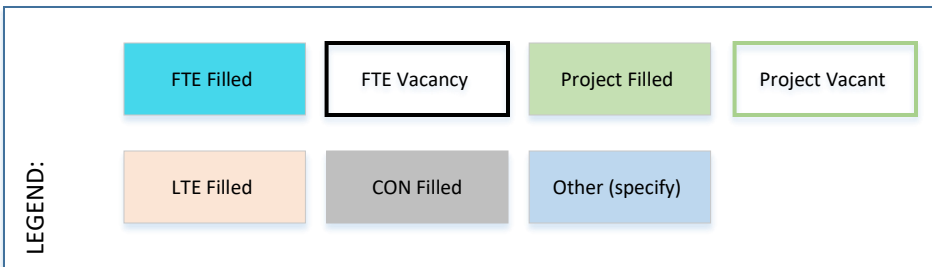 LEGEND:
FTE Filled
FTE Vacancy
Project Filled
Project Vacant
LTE Filled
CON Filled
Other (specify)